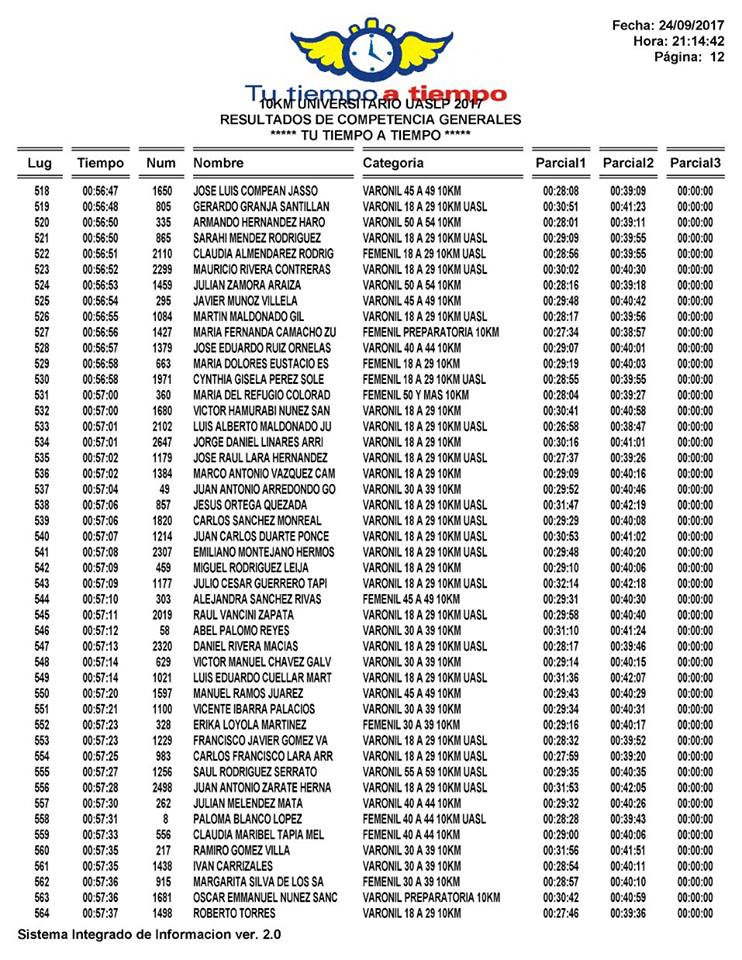 Fecha: 24/09/2017
Hora: 21:14:42
Página: 12
Tu tiempo a tiempo
10KM UNIVERSITARIO UASLP 2017
RESULTADOS DE COMPETENCIA GENERALES
***** TU TIEMPO A TIEMPO *****
Lug Tiempo Num Nombre Categoria Parcial1 Parcial2 Parcial3
518 00:56:47 1650 JOSE LUIS COMPEAN JASSO VARONIL 45 A 49 10KM 00:28:08 00:39:09 00:00:00
519 00:56:48 805 GERARDO GRANJA SANTILLAN VARONIL 18 A 29 10KM UASL 00:30:51 00:41:23 00:00:00
520 00:56:50 335 ARMANDO HERNANDEZ HARO VARONIL 50 A 54 10KM 00:28:01 00:39:11 00:00:00
521 00:56:50 865 SARAHI MENDEZ RODRIGUEZ VARONIL 18 A 29 10KM UASL 00:29:09 00:39:55 00:00:00
522 00:56:51 2110 CLAUDIA ALMENDAREZ RODRIG FEMENIL 18 A 29 10KM UASL 00:28:56 00:39:55 00:00:00
523 00:56:52 2299 MAURICIO RIVERA CONTRERAS VARONIL 18 A 29 10KM UASL 00:30:02 00:40:30 00:00:00
524 00:56:53 1459 JULIAN ZAMORA ARAIZA VARONIL 50 A 54 10KM 00:28:16 00:39:18 00:00:00
525 00:56:54 295 JAVIER MUNOZ VILLELA VARONIL 45 A 49 10KM 00:29:48 00:40:42 00:00:00
526 00:56:55 1084 MARTIN MALDONADO GIL VARONIL 18 A 29 10KM UASL 00:28:17 00:39:56 00:00:00
527 00:56:56 1427 MARIA FERNANDA CAMACHO ZU FEMENIL PREPARATORIA 10KM 00:27:34 00:38:57 00:00:00
528 00:56:57 1379 JOSE EDUARDO RUIZ ORNELAS VARONIL 40 A 44 10KM 00:29:07 00:40:01 00:00:00
529 00:56:58 663 MARIA DOLORES EUSTACIO ES FEMENIL 18 A 29 10KM 00:29:19 00:40:03 00:00:00
530 00:56:58 1971 CYNTHIA GISELA PEREZ SOLE FEMENIL 18 A 29 10KM UASL 00:28:55 00:39:55 00:00:00
531 00:57:00 360 MARIA DEL REFUGIO COLORAD FEMENIL 50 Y MAS 10KM 00:28:04 00:39:27 00:00:00
532 00:57:00 1680 VICTOR HAMURABI NUNEZ SAN VARONIL 18 A 29 10KM 00:30:41 00:40:58 00:00:00
533 00:57:01 2102 LUIS ALBERTO MALDONADO JU VARONIL 18 A 29 10KM UASL 00:26:58 00:38:47 00:00:00
534 00:57:01 2647 JORGE DANIEL LINARES ARRI VARONIL 18 A 29 10KM 00:30:16 00:41:01 00:00:00
535 00:57:02 1179 JOSE RAUL LARA HERNANDEZ VARONIL 18 A 29 10KM UASL 00:27:37 00:39:26 00:00:00
536 00:57:02 1384 MARCO ANTONIO VAZQUEZ CAM VARONIL 18 A 29 10KM 00:29:09 00:40:16 00:00:00
537 00:57:04 49 JUAN ANTONIO ARREDONDO GO VARONIL 30 A 39 10KM 00:29:52 00:40:46 00:00:00
538 00:57:06 857 JESUS ORTEGA QUEZADA VARONIL 18 A 29 10KM UASL 00:31:47 00:42:19 00:00:00
539 00:57:06 1820 CARLOS SANCHEZ MONREAL VARONIL 18 A 29 10KM UASL 00:29:29 00:40:08 00:00:00
540 00:57:07 1214 JUAN CARLOS DUARTE PONCE VARONIL 18 A 29 10KM UASL 00:30:53 00:41:02 00:00:00
541 00:57:08 2307 EMILIANO MONTEJANO HERMOS VARONIL 18 A 29 10KM UASL 00:29:48 00:40:20 00:00:00
542 00:57:09 459 MIGUEL RODRIGUEZ LEIJA VARONIL 18 A 29 10KM 00:29:10 00:40:06 00:00:00
543 00:57:09 1177 JULIO CESAR GUERRERO TAPI VARONIL 18 A 29 10KM UASL 00:32:14 00:42:18 00:00:00
544 00:57:10 303 ALEJANDRA SANCHEZ RIVAS FEMENIL 45 A 49 10KM 00:29:31 00:40:30 00:00:00
545 00:57:11 2019 RAUL VANCINI ZAPATA VARONIL 18 A 29 10KM UASL 00:29:58 00:40:40 00:00:00
546 00:57:12 58 ABEL PALOMO REYES VARONIL 30 A 39 10KM 00:31:10 00:41:24 00:00:00
547 00:57:13 2320 DANIEL RIVERA MACIAS VARONIL 18 A 29 10KM UASL 00:28:17 00:39:46 00:00:00
548 00:57:14 629 VICTOR MANUEL CHAVEZ GALV VARONIL 30 A 39 10KM 00:29:14 00:40:15 00:00:00
549 00:57:14 1021 LUIS EDUARDO CUELLAR MART VARONIL 18 A 29 10KM UASL 00:31:36 00:42:07 00:00:00
550 00:57:20 1597 MANUEL RAMOS JUAREZ VARONIL 45 A 49 10KM 00:29:43 00:40:29 00:00:00
551 00:57:21 1100 VICENTE IBARRA PALACIOS VARONIL 30 A 39 10KM 00:29:34 00:40:31 00:00:00
552 00:57:23 328 ERIKA LOYOLA MARTINEZ FEMENIL 30 A 39 10KM 00:29:16 00:40:17 00:00:00
553 00:57:23 1229 FRANCISCO JAVIER GOMEZ VA VARONIL 18 A 29 10KM UASL 00:28:32 00:39:52 00:00:00
554 00:57:25 983 CARLOS FRANCISCO LARA ARR VARONIL 18 A 29 10KM UASL 00:27:59 00:39:20 00:00:00
555 00:57:27 1256 SAUL RODRIGUEZ SERRATO VARONIL 55 A 59 10KM UASL 00:29:35 00:40:35 00:00:00
556 00:57:28 2498 JUAN ANTONIO ZARATE HERNA VARONIL 18 A 29 10KM UASL 00:31:53 00:42:05 00:00:00
557 00:57:30 262 JULIAN MELENDEZ MATA VARONIL 40 A 44 10KM 00:29:32 00:40:26 00:00:00
558 00:57:31 8 PALOMA BLANCO LOPEZ FEMENIL 40 A 44 10KM UASL 00:28:28 00:39:43 00:00:00
559 00:57:33 556 CLAUDIA MARIBEL TAPIA MEL FEMENIL 40 A 44 10KM 00:29:00 00:40:06 00:00:00
560 00:57:35 217 RAMIRO GOMEZ VILLA VARONIL 30 A 39 10KM 00:31:56 00:41:51 00:00:00
561 00:57:35 1438 IVAN CARRIZALES VARONIL 30 A 39 10KM 00:28:54 00:40:11 00:00:00
562 00:57:36 915 MARGARITA SILVA DE LOS SA FEMENIL 30 A 39 10KM 00:28:57 00:40:10 00:00:00
563 00:57:36 1681 OSCAR EMMANUEL NUNEZ SANC VARONIL PREPARATORIA 10KM 00:30:42 00:40:59 00:00:00
564 00:57:37 1498 ROBERTO TORRES VARONIL 18 A 29 10KM 00:27:46 00:39:36 00:00:00
Sistema Integrado de Informacion ver. 2.0